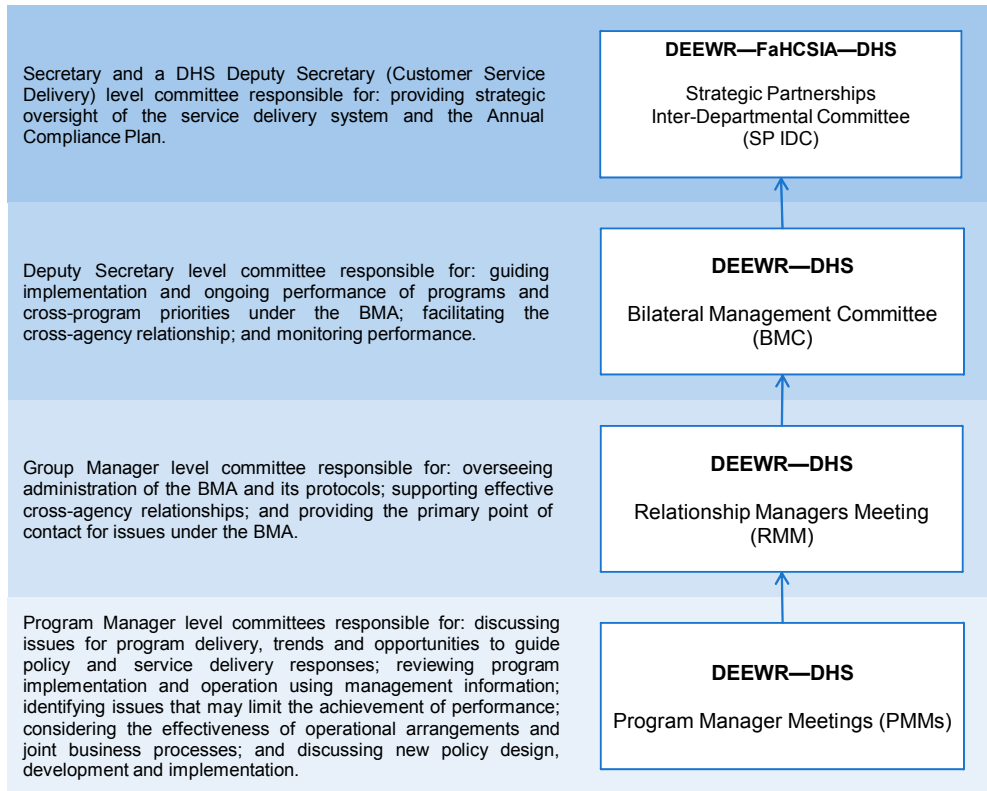 Secretary and a DHS Deputy Secretary (Customer Service
Delivery) level committee responsible for: providing strategic
oversight of the service delivery system and the Annual
Compliance Plan.
DEEWR—FaHCSIA—DHS
Strategic Partnerships
Inter-Departmental Committee
(SP IDC)
Deputy Secretary level committee responsible for: guiding
implementation and ongoing performance of programs and
cross-program priorities under the BMA; facilitating the
cross-agency relationship; and monitoring performance.
DEEWR—DHS
Bilateral Management Committee
(BMC)
Group Manager level committee responsible for: overseeing
administration of the BMA and its protocols; supporting effective
cross-agency relationships; and providing the primary point of
contact for issues under the BMA.
DEEWR—DHS
Relationship Managers Meeting
(RMM)
Program Manager level committees responsible for: discussing
issues for program delivery, trends and opportunities to guide
policy and service delivery responses; reviewing program
implementation and operation using management information;
identifying issues that may limit the achievement of performance;
considering the effectiveness of operational arrangements and
joint business processes; and discussing new policy design,
development and implementation.
DEEWR—DHS
Program Manager Meetings (PMMs)